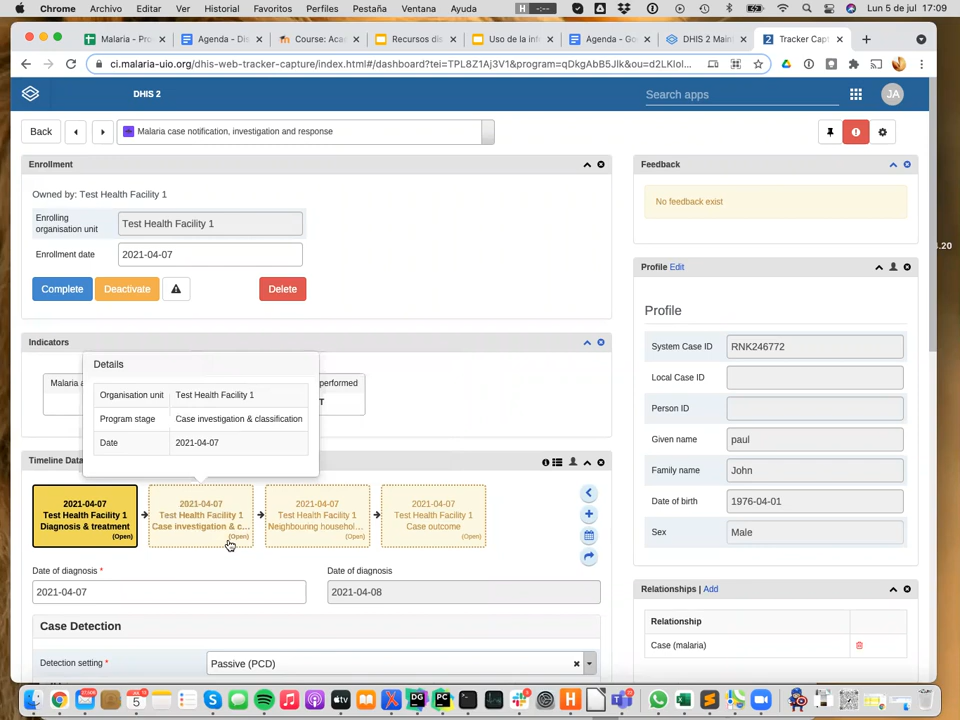 Chrome Archivo Editar Ver Historial Favoritos Perfiles Pestaña Ventana Ayuda H -:-- Lun 5 de jul 17:09
Malaria - Pro Agenda - Di Course: Aca Recursos dis Uso de la inf Agenda - Go DHIS 2 Main Tracker Cap
ci.malaria-uio.org/dhis-web-tracker-capture/index.html#/dashboard?tei=TPL8Z1Aj3V1&program=qDkgAbB5Jlk&ou=d2LKlol...
DHIS 2 Search apps JA
Back Malaria case notification, investigation and response
Enrollment
Owned by: Test Health Facility 1
Enrolling
organisation unit Test Health Facility 1
Enrollment date 2021-04-07
Complete Deactivate Delete
Indicators
Malaria performed
T
Details
Organisation unit Test Health Facility 1
Program stage Case investigation & classification
Date 2021-04-07
Timeline Data
2021-04-07
Test Health Facility 1
Diagnosis & treatment
(Open)
2021-04-07
Test Health Facility 1
Case investigation & c...
(Open)
2021-04-07
Test Health Facility 1
Neighbouring househol...
(Open)
2021-04-07
Test Health Facility 1
Case outcome
(Open)
Date of diagnosis * Date of diagnosis
2021-04-07 2021-04-08
Case Detection
Detection setting * Passive (PCD)
Feedback
No feedback exist
4.20
Profile Edit
Profile
System Case ID RNK246772
Local Case ID
Person ID
Given name paul
Family name John
Date of birth 1976-04-01
Sex Male
Relationships | Add
Relationship
Case (malaria)